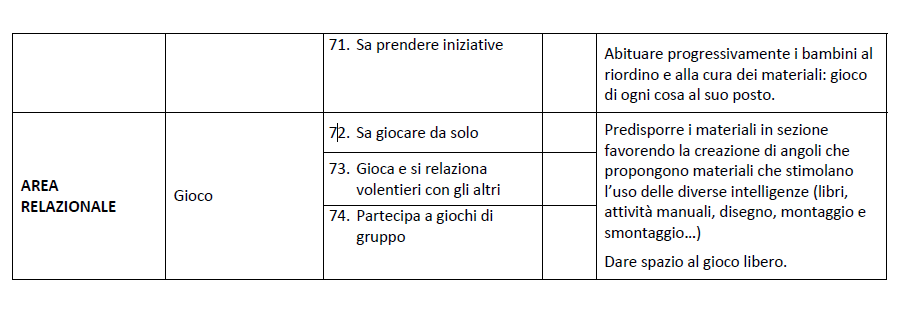 71. Sa prendere iniziative
Abituare progressivamente i bambini al
riordino e alla cura dei materiali: gioco
di ogni cosa al suo posto.
AREA
RELAZIONALE
Gioco
72. Sa giocare da solo
73. Gioca e si relaziona
volentieri con gli altri
74. Partecipa a giochi di
gruppo
Predisporre i materiali in sezione
favorendo la creazione di angoli che
propongono materiali che stimolano
l’uso delle diverse intelligenze (libri,
attività manuali, disegno, montaggio e
smontaggio…)
Dare spazio al gioco libero.